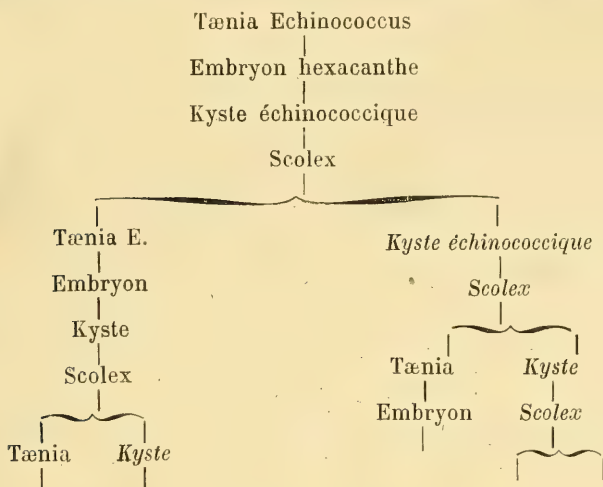 Tænia Echinococcus
Embryon hexacanthe
Kyste échinococcique
Scolex
Tænia E.
Kyste échinococcique
Embryon
Scolex
Kyste
Tænia Kyste
Scolex
Embryon Scolex
Tænia Kyste